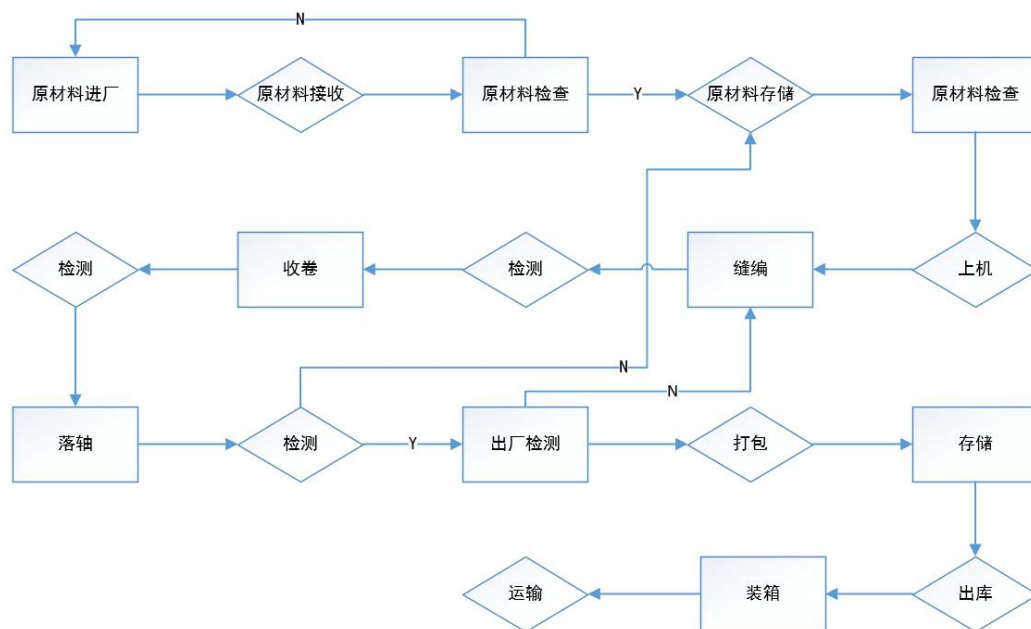 N
原材料进厂
原材料接收
原材料检查
Y
原材料存储
原材料检查
检测
收卷
检测
缝编
上机
N
N
落轴
检测
Y
出厂检测
打包
存储
运输
装箱
出库